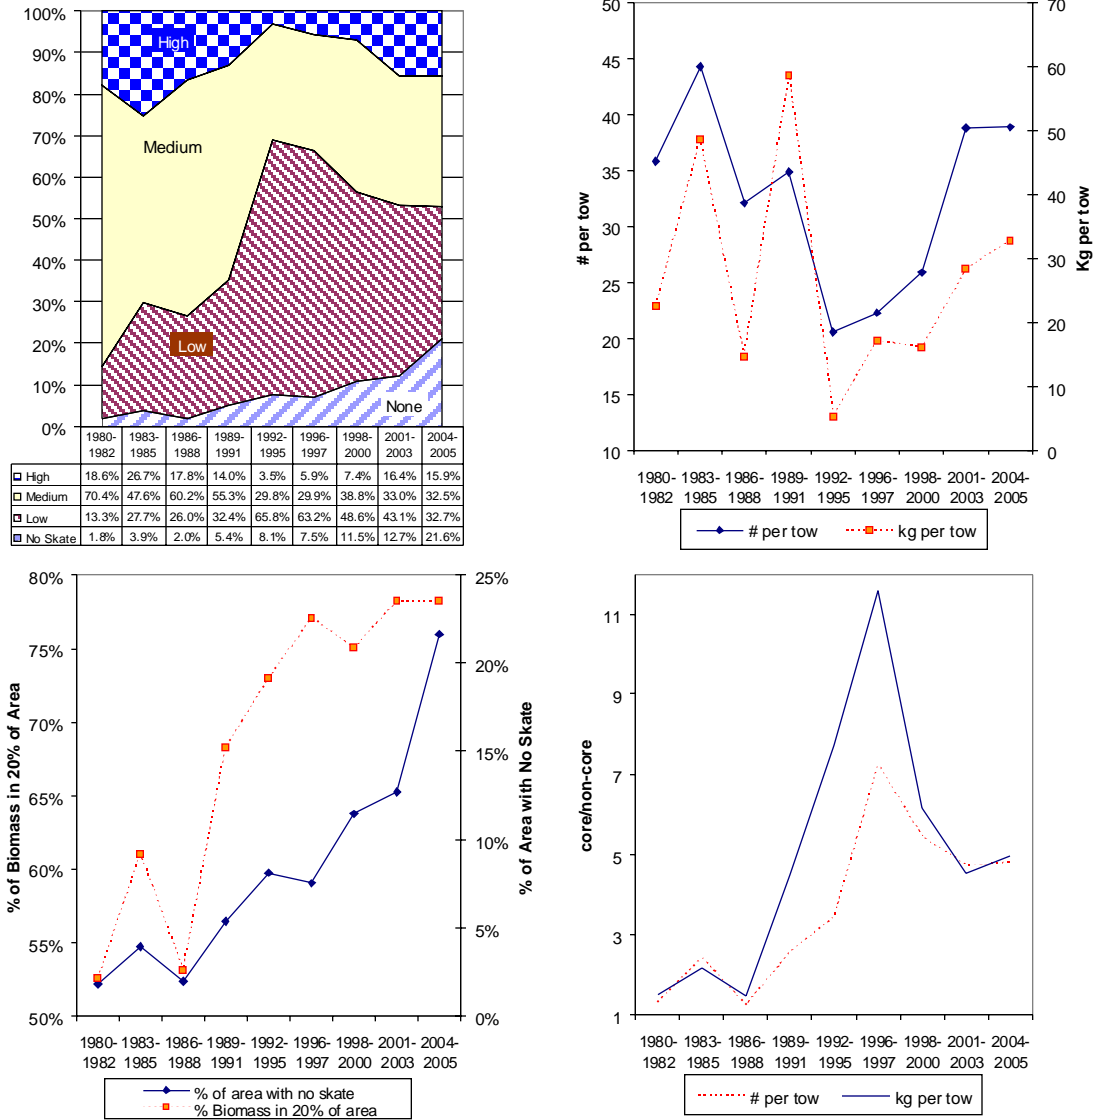 100%
90%
80%
70%
60%
50%
40%
30%
20%
10%
0%
High
Medium
Low
None
1980-1982 1983-1985 1986-1988 1989-1991 1992-1995 1996-1997 1998-2000 2001-2003 2004-2005
High 18.6% 26.7% 17.8% 14.0% 3.5% 5.9% 7.4% 16.4% 15.9%
Medium 70.4% 47.6% 60.2% 55.3% 29.8% 29.9% 38.8% 33.0% 32.5%
Low 13.3% 27.7% 26.0% 32.4% 65.8% 63.2% 48.6% 43.1% 32.7%
No Skate 1.8% 3.9% 2.0% 5.4% 8.1% 7.5% 11.5% 12.7% 21.6%
# per tow
50
45
40
35
30
25
20
15
10
70
60
50
40
30
20
10
0
Kg per tow
1980-1982 1983-1985 1986-1988 1989-1991 1992-1995 1996-1997 1998-2000 2001-2003 2004-2005
# per tow kg per tow
% of Biomass in 20% of Area
80%
75%
70%
65%
60%
55%
50%
25%
20%
15%
10%
5%
0%
% of Area with No Skate
1980-1982 1983-1985 1986-1988 1989-1991 1992-1995 1996-1997 1998-2000 2001-2003 2004-2005
% of area with no skate
% Biomass in 20% of area
core/non-core
11
9
7
5
3
1
1980-1982 1983-1985 1986-1988 1989-1991 1992-1995 1996-1997 1998-2000 2001-2003 2004-2005
# per tow kg per tow